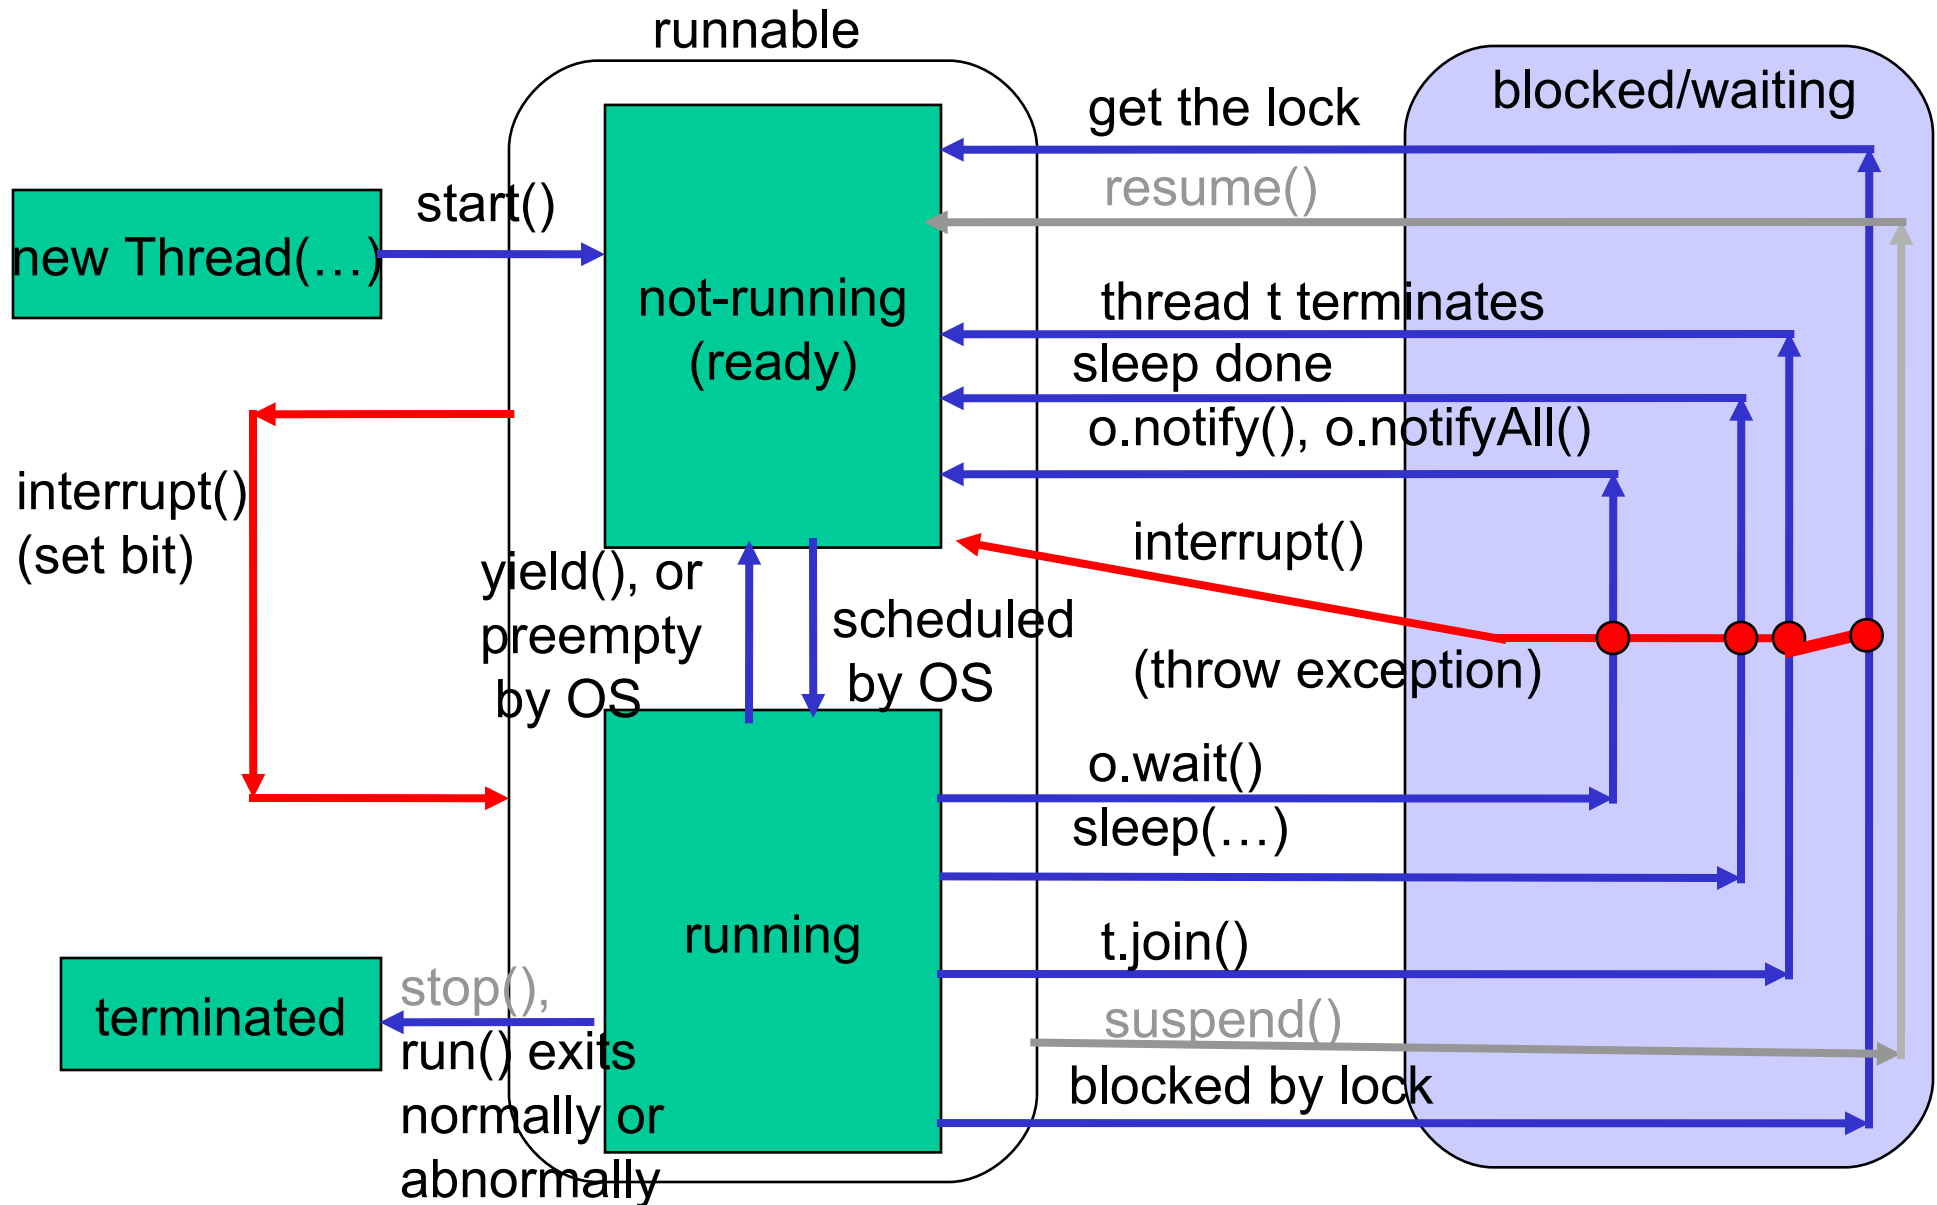 runnable
blocked/waiting
get the lock
resume()
start()
new Thread(…)
not-running
(ready)
thread t terminates
sleep done
o.notify(), o.notifyAll()
interrupt()
(set bit)
interrupt()
(throw exception)
yield(), or
preempty
by OS
scheduled
by OS
o.wait()
sleep(…)
running
t.join()
suspend()
blocked by lock
terminated
stop(),
run() exits
normally or
abnormally